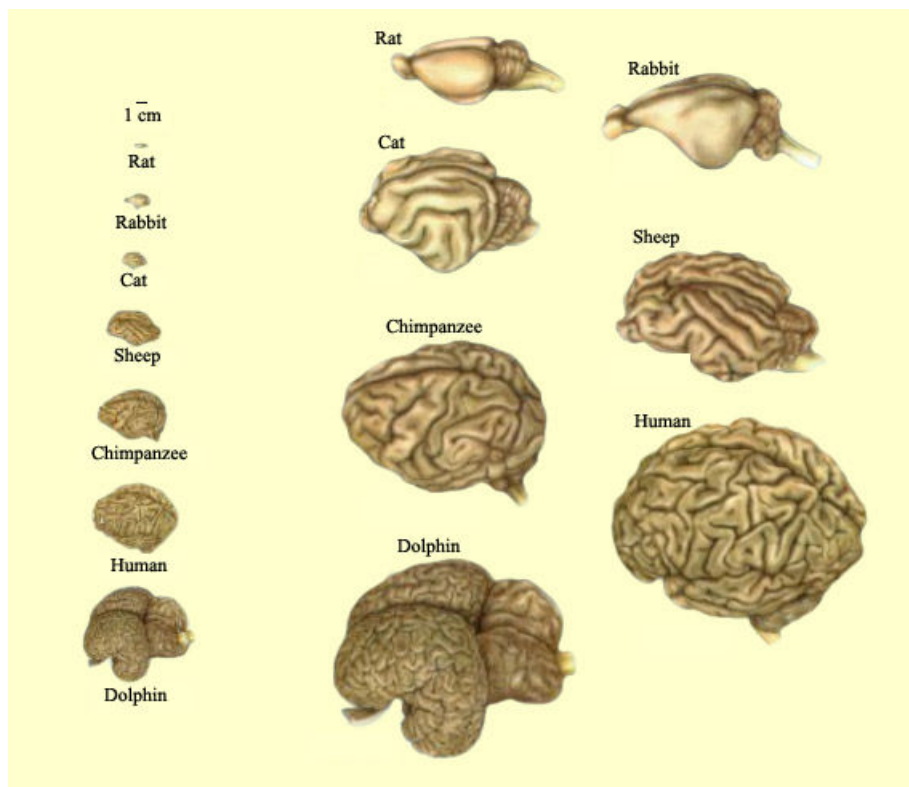 1 cm
Rat
Rabbit
Cat
Sheep
Chimpanzee
Human
Dolphin
Rat
Rabbit
Cat
Sheep
Chimpanzee
Human
Dolphin